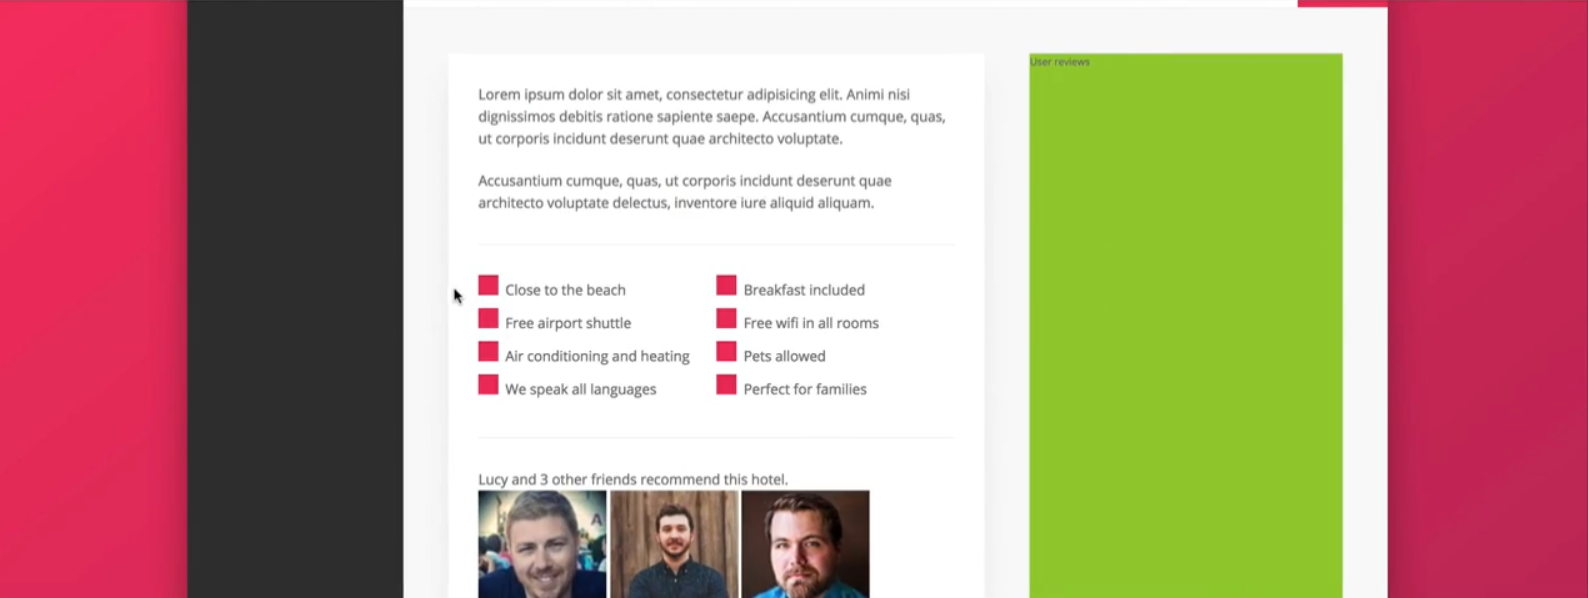 Lorem ipsum dolor sit amet, consectetur adipisicing elit. Animi nisi
dignissimos debitis ratione sapiente saepe. Accusantium cumque, quas,
ut corporis incidunt deserunt quae architecto voluptate.
Accusantium cumque, quas, ut corporis incidunt deserunt quae
architecto voluptate delectus, inventore iure aliquid aliquam.
Close to the beach
Breakfast included
Free airport shuttle
Free wifi in all rooms
Air conditioning and heating
Pets allowed
We speak all languages
Perfect for families
Lucy and 3 other friends recommend this hotel.
User reviews